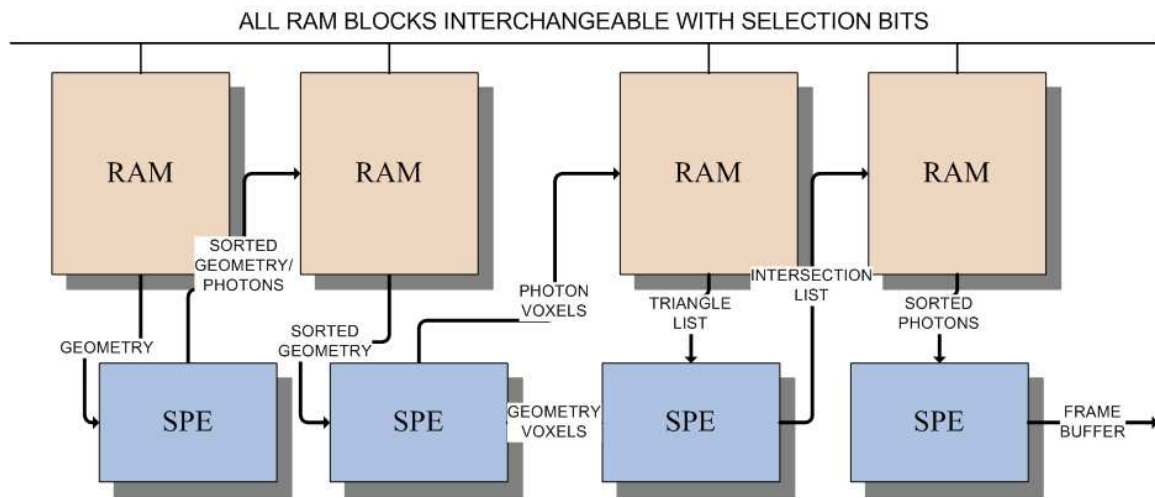 ALL RAM BLOCKS INTERCHANGEABLE WITH SELECTION BITS
RAM
RAM
RAM
RAM
SORTED
GEOMETRY/
PHOTONS
PHOTON
VOXELS
INTERSECTION
LIST
TRIANGLE
LIST
SORTED
PHOTONS
GEOMETRY
SORTED
GEOMETRY
SPE
SPE
GEOMETRY
VOXELS
SPE
SPE
FRAME
BUFFER